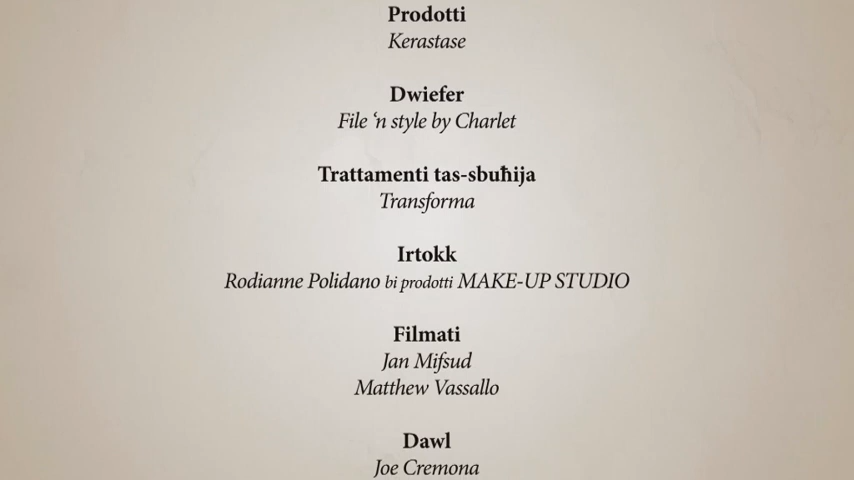 Prodotti
Kerastase
Dwiefer
File ‘n style by Charlet
Trattamenti tas-sbuħija
Transforma
Irtokk
Rodianne Polidano bi prodotti MAKE-UP STUDIO
Filmati
Jan Mifsud
Matthew Vassallo
Dawl
Joe Cremona